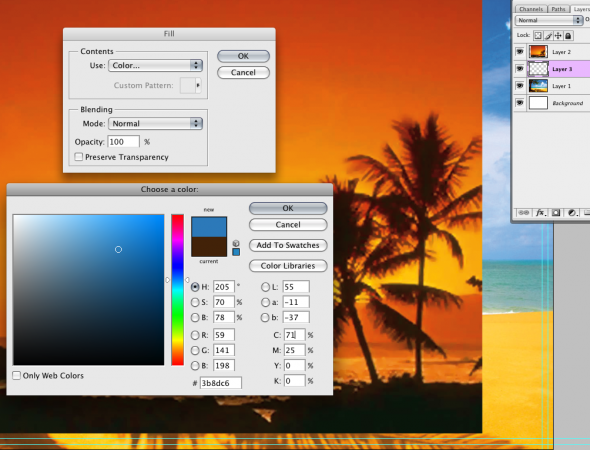 Fill
Contents
Use: Color...
Custom Pattern:
Blending
Mode: Normal
Opacity: 100 %
Preserve Transparency
OK
Cancel
Choose a color:
new
current
OK
Cancel
Add To Swatches
Color Libraries
H: 205 °
S: 70 %
B: 78 %
R: 59
G: 141
B: 198
# 3b8dc6
L: 55
a: -11
b: -37
C: 71 %
M: 25 %
Y: 0 %
K: 0 %
Only Web Colors
Channels Paths Layers
Normal O
Lock:
Layer 2
Layer 3
Layer 1
Background
fx.